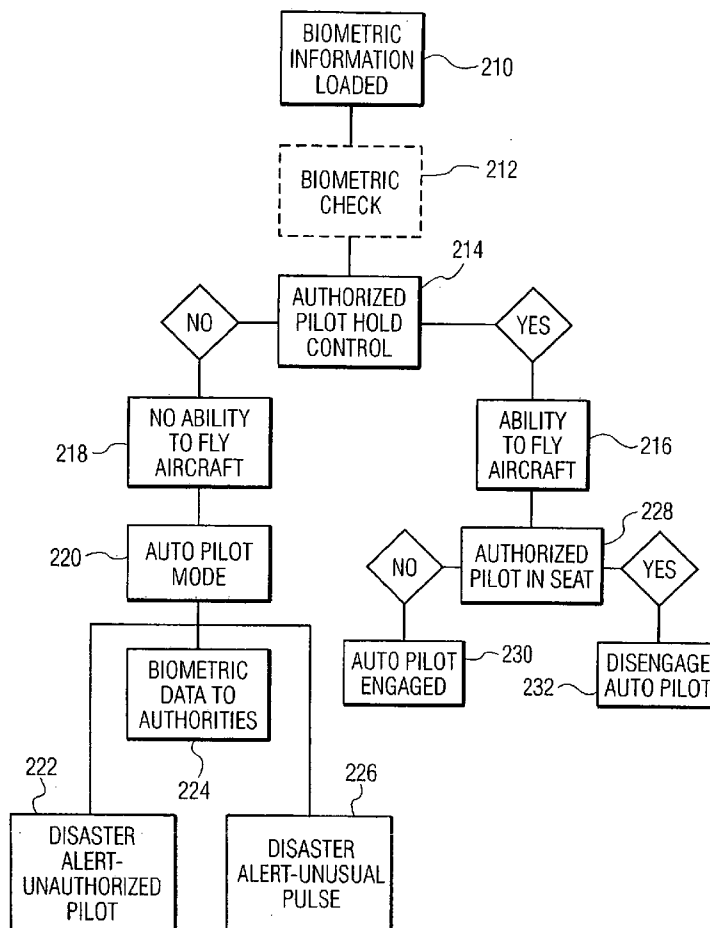 BIOMETRIC
INFORMATION
LOADED
210
BIOMETRIC
CHECK
212
214
AUTHORIZED
PILOT HOLD
CONTROL
NO
YES
NO ABILITY
TO FLY
AIRCRAFT
218
ABILITY
TO FLY
AIRCRAFT
216
220
AUTO PILOT
MODE
228
AUTHORIZED
PILOT IN SEAT
NO
YES
BIOMETRIC
DATA TO
AUTHORITIES
224
AUTO PILOT
ENGAGED
230
DISENGAGE
AUTO PILOT
232
222
DISASTER
ALERT-
UNAUTHORIZED
PILOT
226
DISASTER
ALERT-UNUSUAL
PULSE